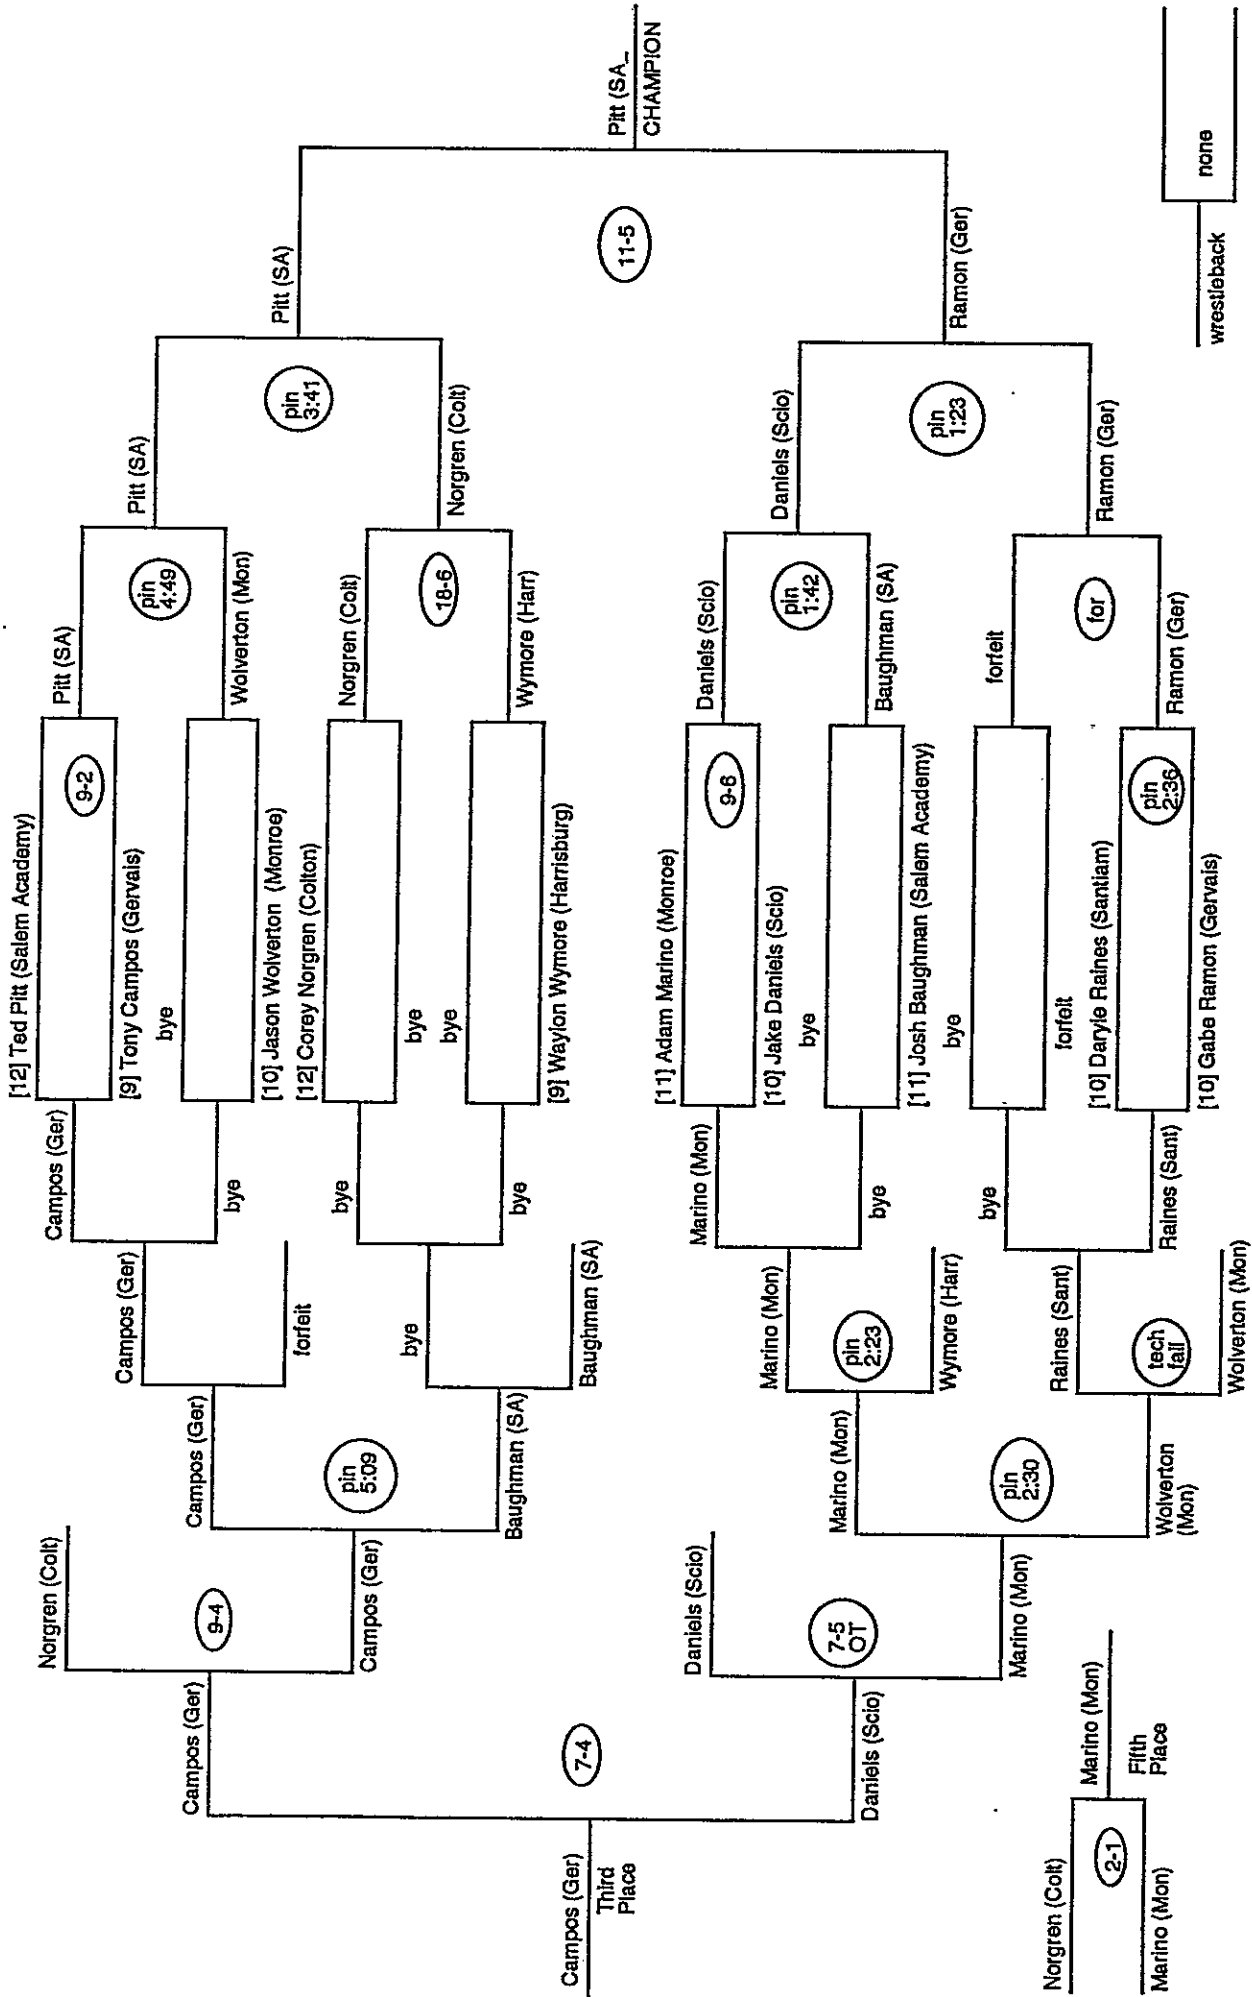 [12] Ted Pitt (Salem Academy)
9-2
[9] Tony Campos (Gervais)
bye
[10] Jason Wolverton (Monroe)
[12] Corey Norgren (Colton)
bye
bye
[9] Waylon Wymore (Harrisburg)
[11] Adam Marino (Monroe)
9-6
[10] Jake Daniels (Scio)
bye
[11] Josh Baughman (Salem Academy)
bye
forfeit
[10] Daryle Raines (Santiam)
pin
2:36
[10] Gabe Ramon (Gervais)
Pitt (SA)
pin
4:49
Wolverton (Mon)
Norgren (Colt)
18-6
Wymore (Harr)
Daniels (Scio)
pin
1:42
Baughman (SA)
forfeit
for
Ramon (Ger)
Pitt (SA)
pin
3:41
Norgren (Colt)
Daniels (Scio)
pin
1:23
Ramon (Ger)
Pitt (SA)
11-5
Ramon (Ger)
Pitt (SA_
CHAMPION
wrestleback
none
Campos (Ger)
bye
bye
bye
Marino (Mon)
bye
bye
Raines (Sant)
Campos (Ger)
forfeit
bye
Baughman (SA)
Marino (Mon)
pin
2:23
Wymore (Harr)
Raines (Sant)
tech
fall
Wolverton (Mon)
Campos (Ger)
pin
5:09
Baughman (SA)
Marino (Mon)
pin
2:30
Wolverton
(Mon)
Norgren (Colt)
9-4
Campos (Ger)
Daniels (Scio)
7-5
OT
Marino (Mon)
Campos (Ger)
7-4
Daniels (Scio)
Campos (Ger)
Third
Place
Norgren (Colt)
2-1
Marino (Mon)
Marino (Mon)
Fifth
Place